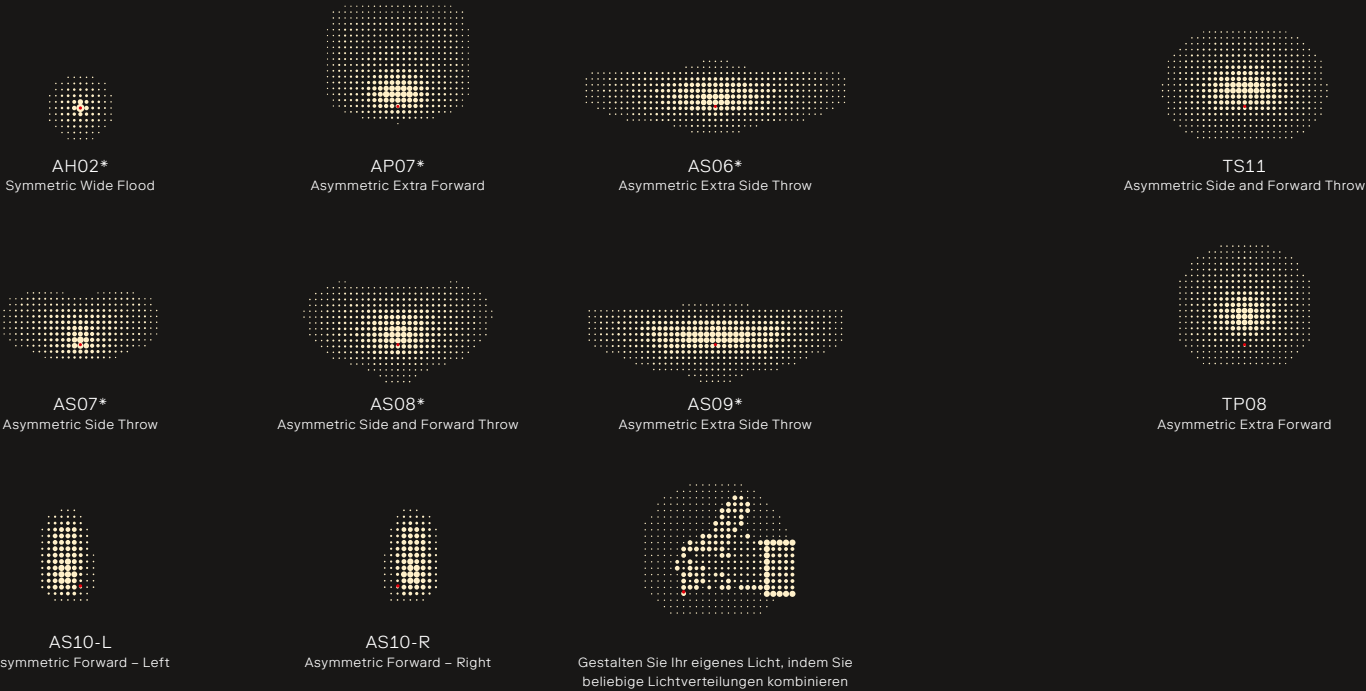 AH02*
Symmetric Wide Flood
AP07*
Asymmetric Extra Forward
AS06*
Asymmetric Extra Side Throw
TS11
Asymmetric Side and Forward Throw
AS07*
Asymmetric Side Throw
AS08*
Asymmetric Side and Forward Throw
AS09*
Asymmetric Extra Side Throw
TP08
Asymmetric Extra Forward
AS10-L
symmetric Forward – Left
AS10-R
Asymmetric Forward – Right
Gestalten Sie Ihr eigenes Licht, indem Sie
beliebige Lichtverteilungen kombinieren